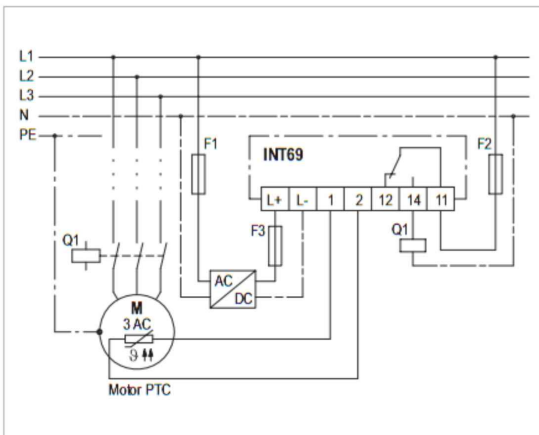 L1
L2
L3
N
PE
F1
INT69
F2
L+ L- 1 2 12 14 11
F3
Q1
Q1
AC
DC
M
3 AC
ϑ
Motor PTC